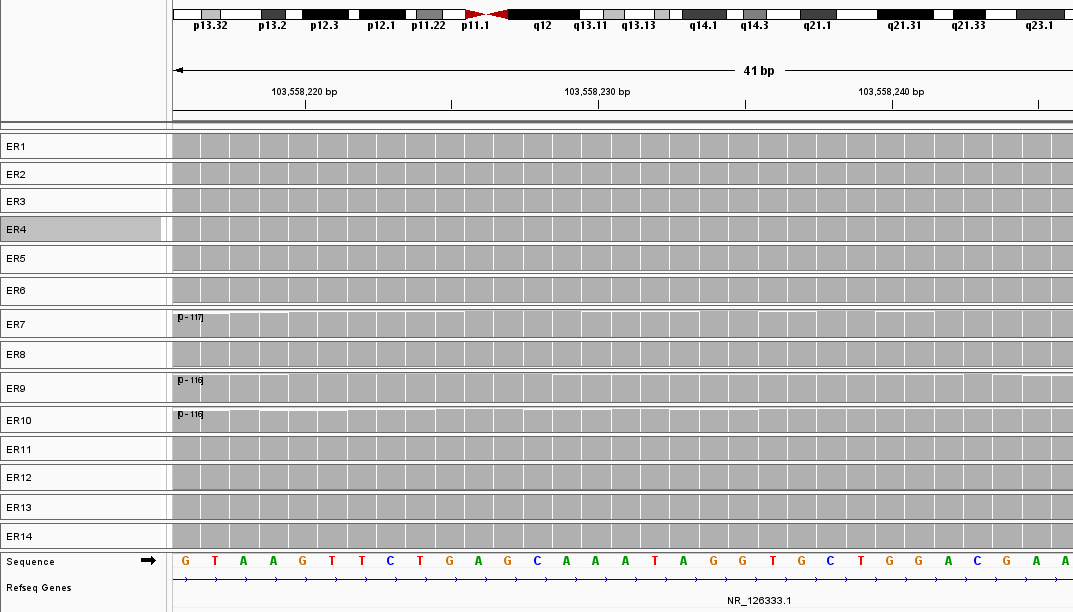 p13.32 p13.2 p12.3 p12.1 p11.22 p11.1 q12 q13.11 q13.13 q14.1 q14.3 q21.1 q21.31 q21.33 q23.1
41 bp
103,558,220 bp 103,558,230 bp 103,558,240 bp
ER1
ER2
ER3
ER4
ER5
ER6
ER7 [0 - 117]
ER8
ER9 [0 - 116]
ER10 [0 - 116]
ER11
ER12
ER13
ER14
Sequence G T A A G T T C T G A G C A A A T A G G T G C T G G A C G A A
Refseq Genes
NR_126333.1